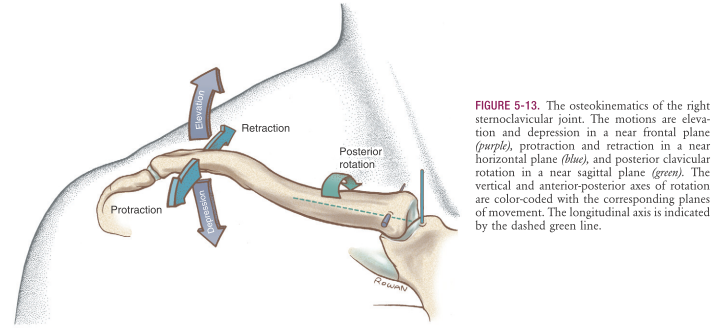 Elevation
Retraction
Posterior
rotation
Protraction
Depression
ROWAN
FIGURE 5-13. The osteokinematics of the right
sternoclavicular joint. The motions are eleva-
tion and depression in a near frontal plane
(purple), protraction and retraction in a near
horizontal plane (blue), and posterior clavicular
rotation in a near sagittal plane (green). The
vertical and anterior-posterior axes of rotation
are color-coded with the corresponding planes
of movement. The longitudinal axis is indicated
by the dashed green line.